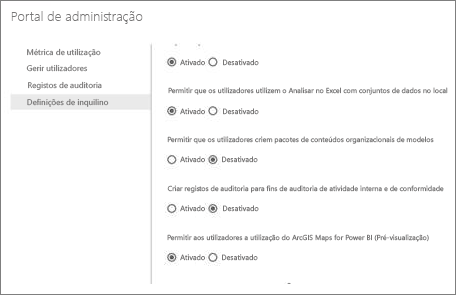 Portal de administração
Métrica de utilização
Gerir utilizadores
Registos de auditoria
Definições de inquilino
Ativado Desativado
Permitir que os utilizadores utilizem o Analisar no Excel com conjuntos de dados no local
Ativado Desativado
Permitir que os utilizadores criem pacotes de conteúdos organizacionais de modelos
Ativado Desativado
Criar registos de auditoria para fins de auditoria de atividade interna e de conformidade
Ativado Desativado
Permitir aos utilizadores a utilização do ArcGIS Maps for Power BI (Pré-visualização)
Ativado Desativado